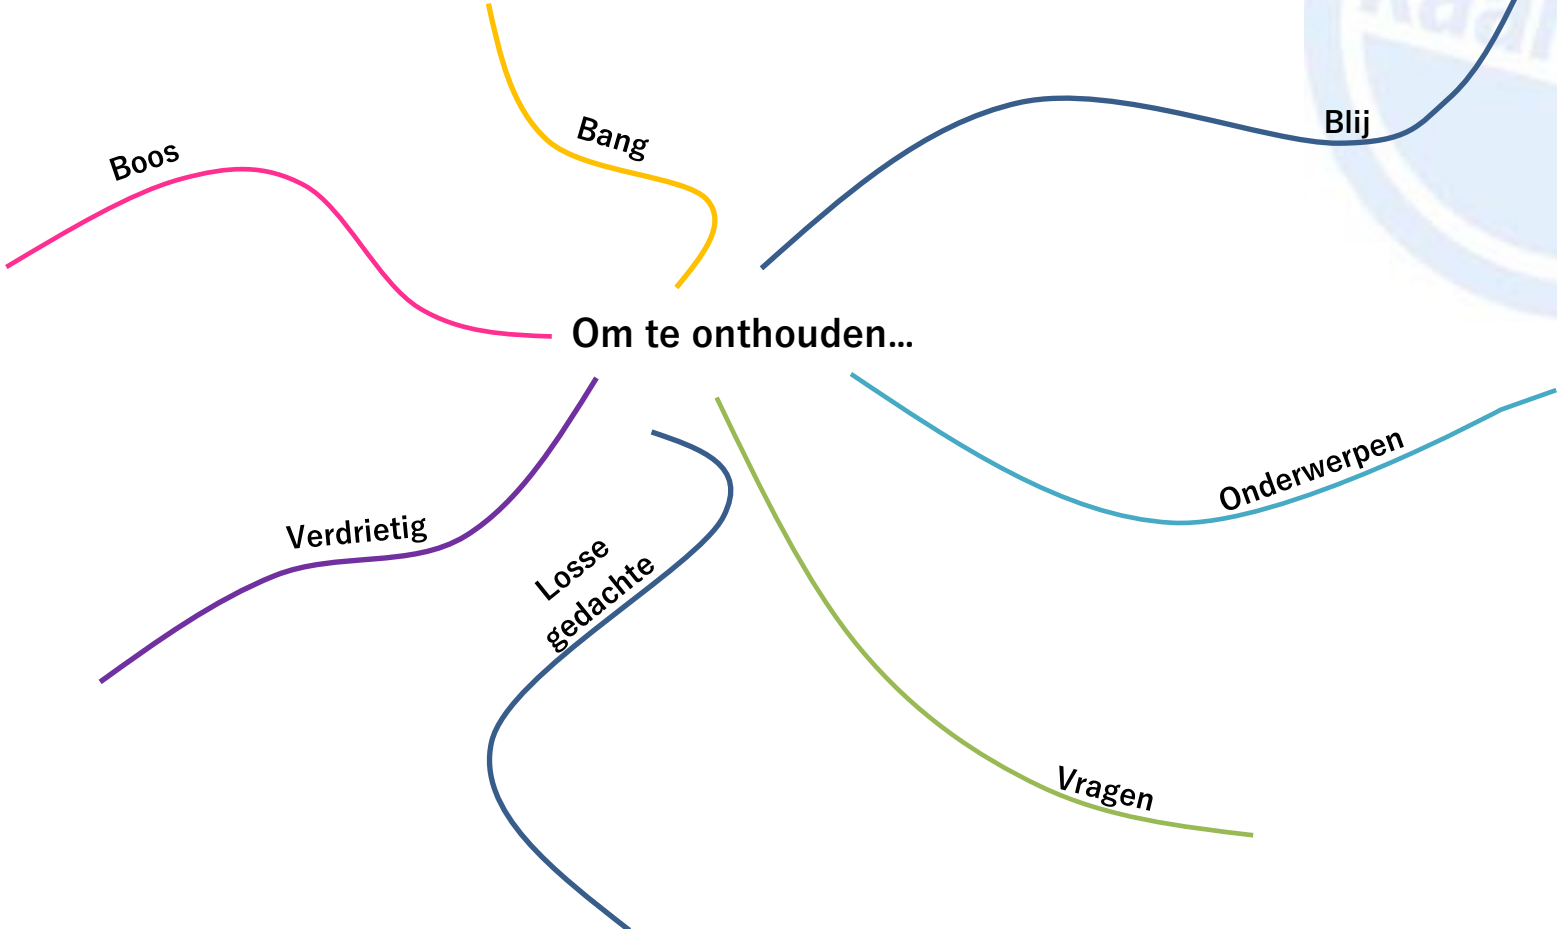 Bang
Blij
Boos
Om te onthouden...
Onderwerpen
Verdrietig
Losse
gedachte
Vragen